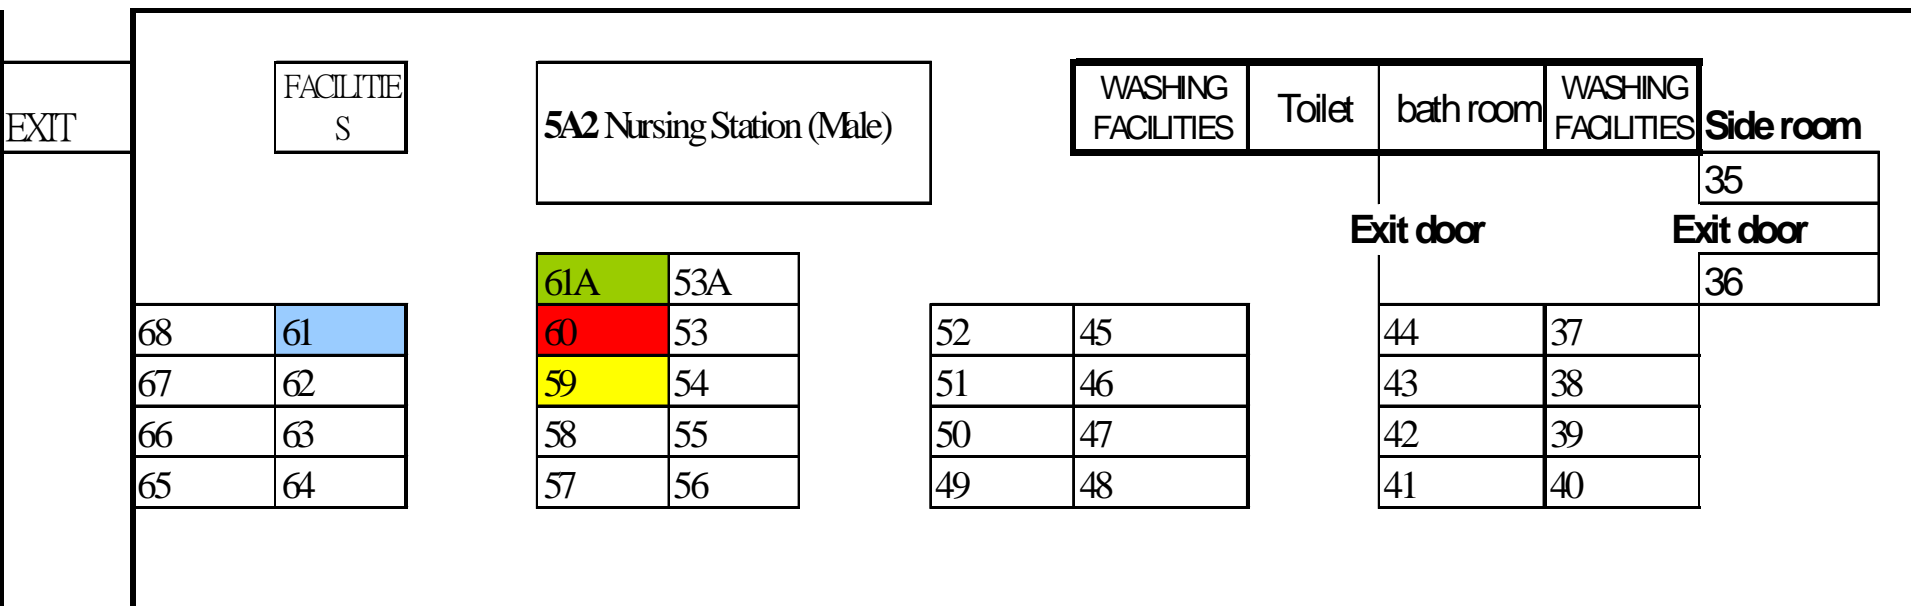 EXIT
FACILITIE
S
5A2 Nursing Station (Male)
WASHING
FACILITIES
Toilet
bath room
WASHING
FACILITIES
Side room
35
Exit door
Exit door
36
61A 53A
68 61 60 53 52 45 44 37
67 62 59 54 51 46 43 38
66 63 58 55 50 47 42 39
65 64 57 56 49 48 41 40